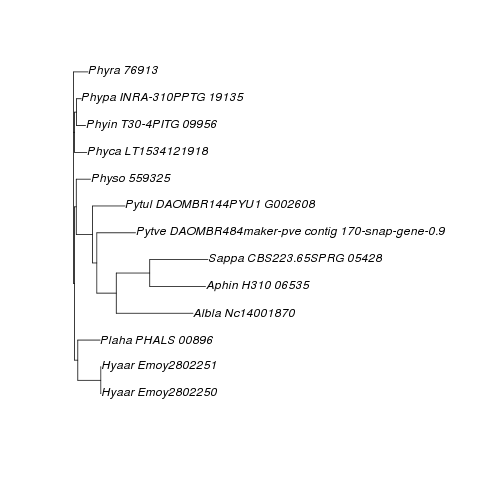 Phyra 76913
Phypa INRA-310PPTG 19135
Phyin T30-4PITG 09956
Phyca LT1534121918
Physo 559325
Pytul DAOMBR144PYU1 G002608
Pytve DAOMBR484maker-pve contig 170-snap-gene-0.9
Sappa CBS223.65SPRG 05428
Aphin H310 06535
Albla Nc14001870
Plaha PHALS 00896
Hyaar Emoy2802251
Hyaar Emoy2802250